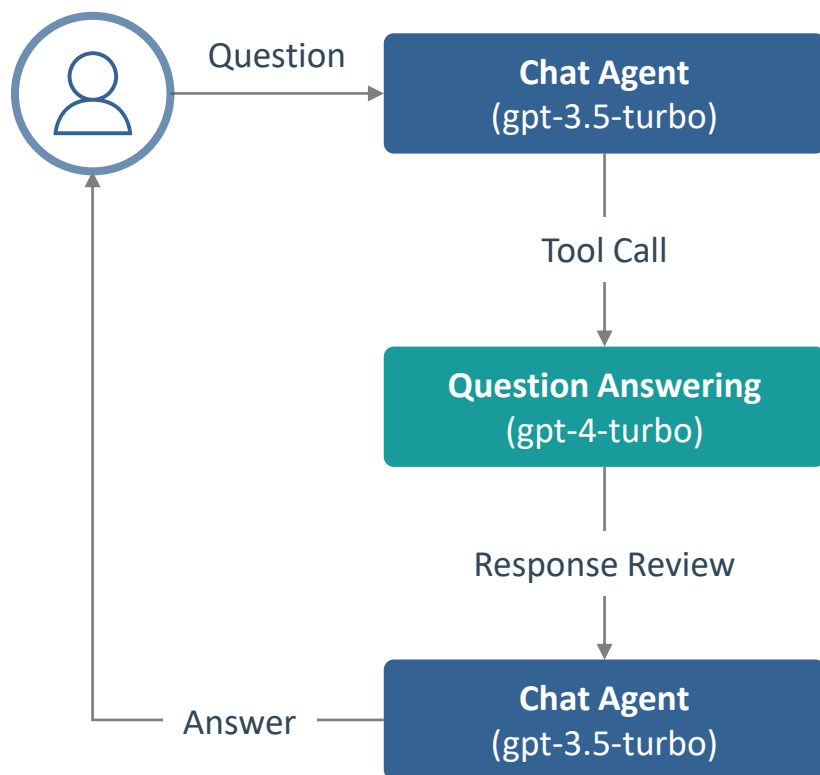 Question
Chat Agent
(gpt-3.5-turbo)
Tool Call
Question Answering
(gpt-4-turbo)
Response Review
Chat Agent
(gpt-3.5-turbo)
Answer